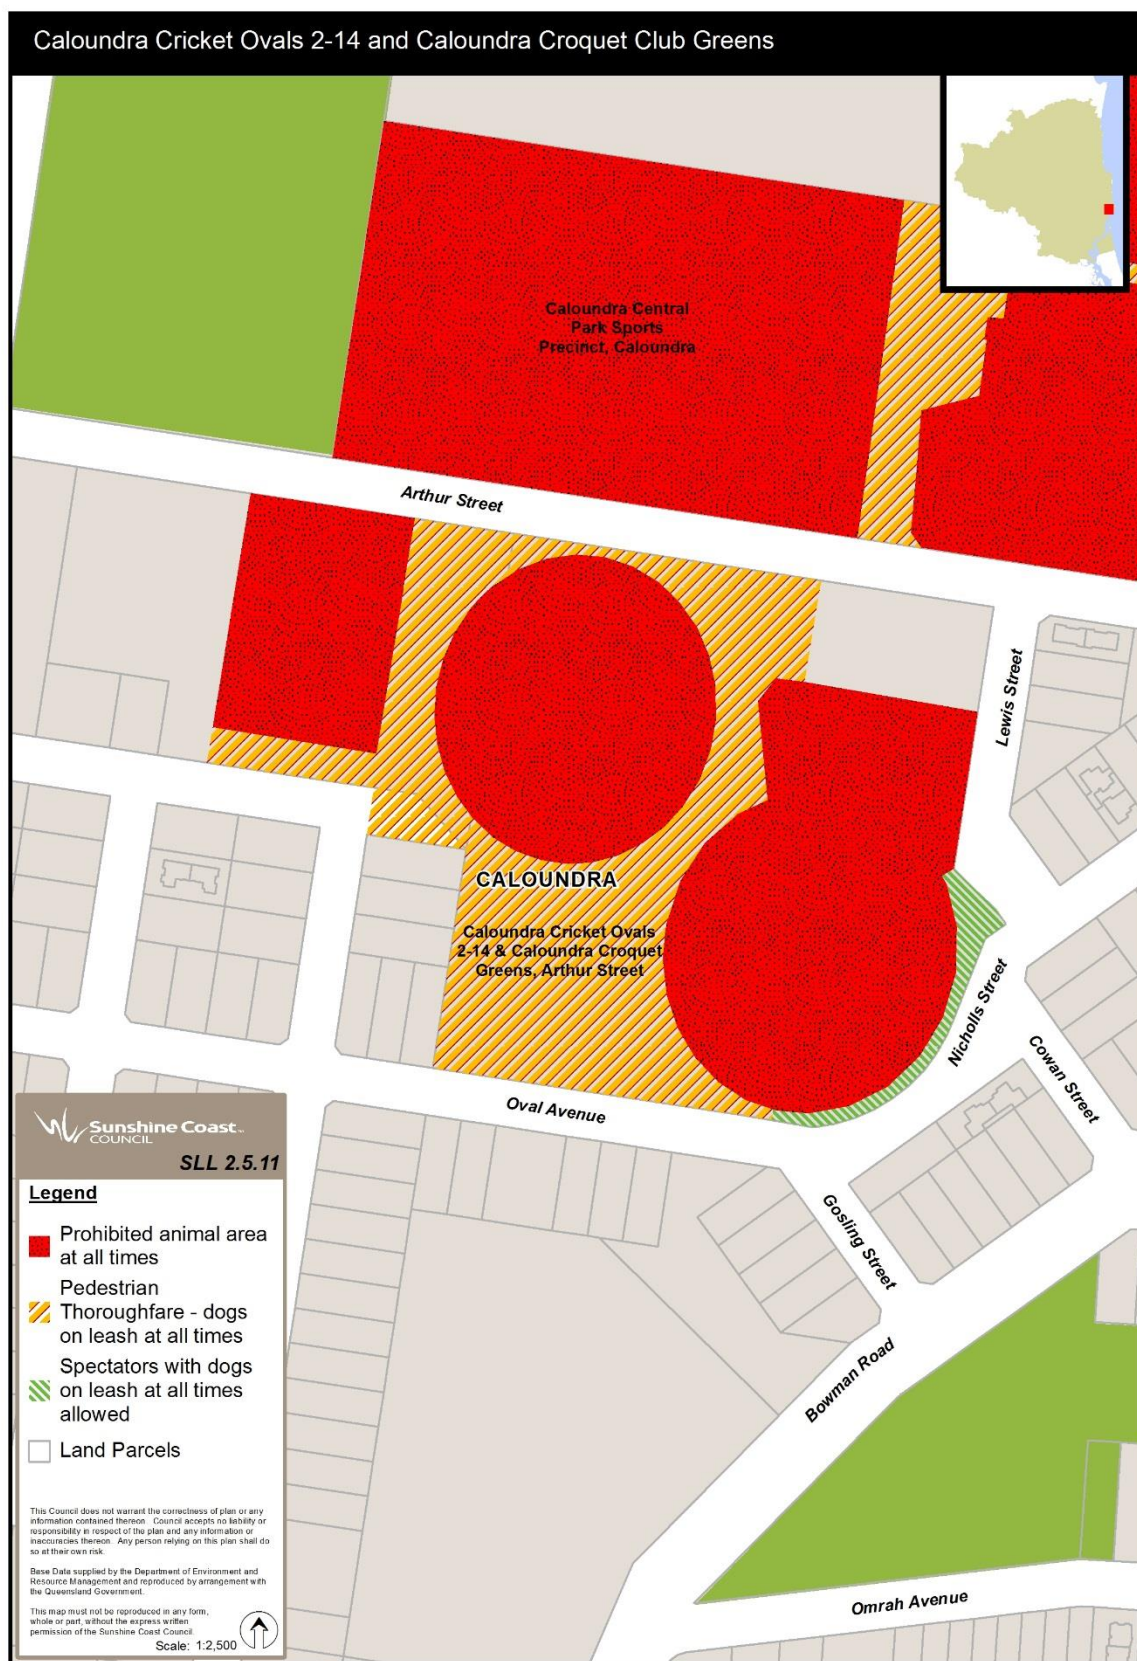 Caloundra Cricket Ovals 2-14 and Caloundra Croquet Club Greens
Caloundra Central
Park Sports
Precinct, Caloundra
Arthur Street
Lewis Street
CALOUNDRA
Caloundra Cricket Ovals
2-14 & Caloundra Croquet
Greens, Arthur Street
Nicholls Street
Cowan Street
Oval Avenue
Gosling Street
Bowman Road
Omrah Avenue
Sunshine Coast
COUNCIL
SLL 2.5.11
Legend
Prohibited animal area
at all times
Pedestrian
Thoroughfare - dogs
on leash at all times
Spectators with dogs
on leash at all times
allowed
Land Parcels
This Council does not warrant the correctness of plan or any
information contained thereon. Council accepts no liability or
responsibility in respect of the plan and any information or
inaccuracies thereon. Any person relying on this plan shall do
so at their own risk.
Base Data supplied by the Department of Environment and
Resource Management and reproduced by arrangement with
the Queensland Government.
This map must not be reproduced in any form,
whole or part, without the express written
permission of the Sunshine Coast Council.
Scale: 1:2,500